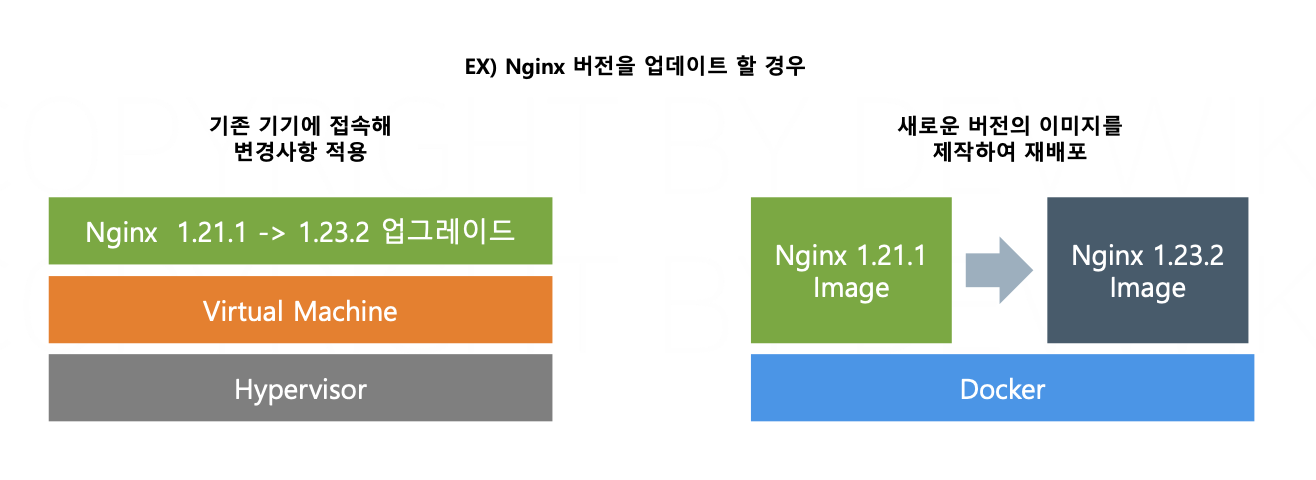 EX) Nginx 버전을 업데이트 할 경우
기존 기기에 접속해
변경사항 적용
Nginx 1.21.1 -> 1.23.2 업그레이드
Virtual Machine
Hypervisor
새로운 버전의 이미지를
제작하여 재배포
Nginx 1.21.1
Image
Nginx 1.23.2
Image
Docker